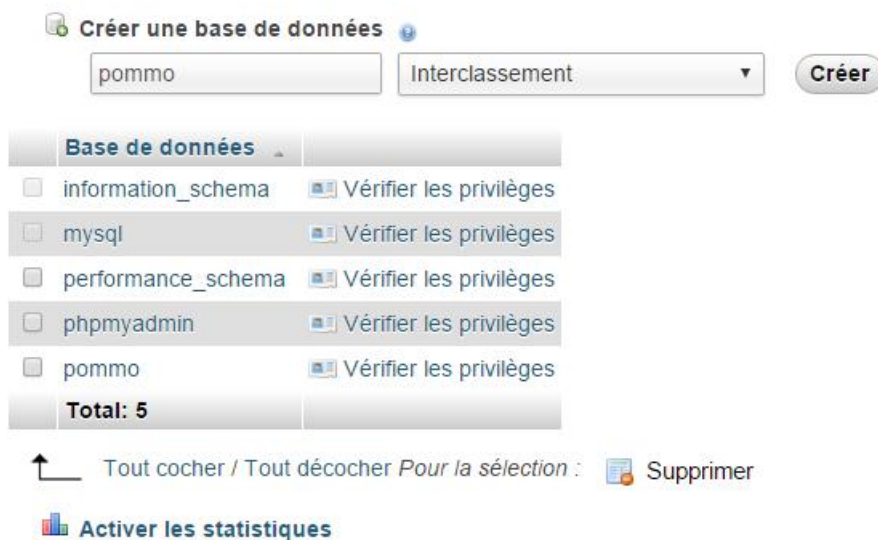 Créer une base de données
pommo Interclassement Créer
Base de données
information_schema Vérifier les privilèges
mysql Vérifier les privilèges
performance_schema Vérifier les privilèges
phpmyadmin Vérifier les privilèges
pommo Vérifier les privilèges
Total: 5
Tout cocher / Tout décocher Pour la sélection : Supprimer
Activer les statistiques